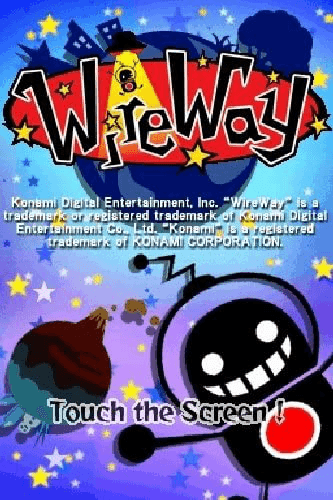 WireWay
Konami Digital Entertainment, Inc. "WireWay" is a
trademark or registered trademark of Konami Digital
Entertainment Co., Ltd. "Konami" is a registered
trademark of KONAMI CORPORATION.
Touch the Screen !